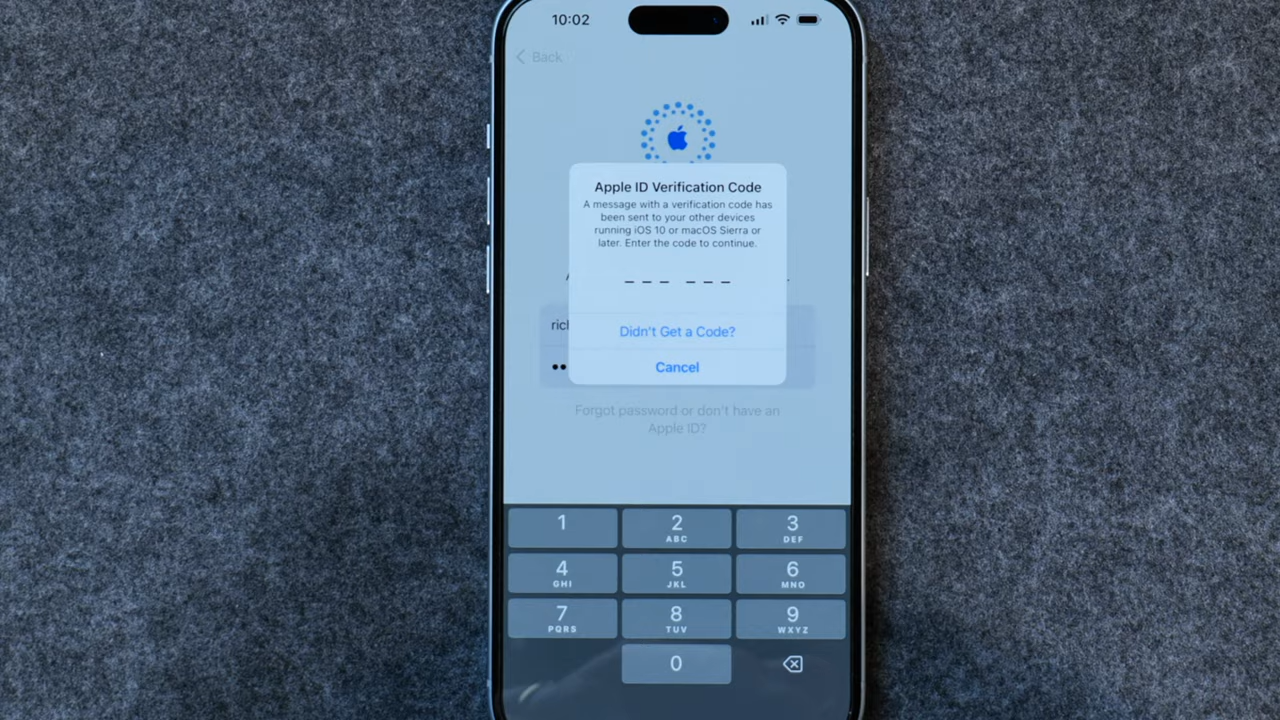 10:02
Back
Apple ID Verification Code
A message with a verification code has
been sent to your other devices
running iOS 10 or macOS Sierra or
later. Enter the code to continue.
Didn't Get a Code?
Cancel
Forgot password or don't have an
Apple ID?
1
2
ABC
3
DEF
4
GHI
5
JKL
6
MNO
7
PQRS
8
TUV
9
WXYZ
0